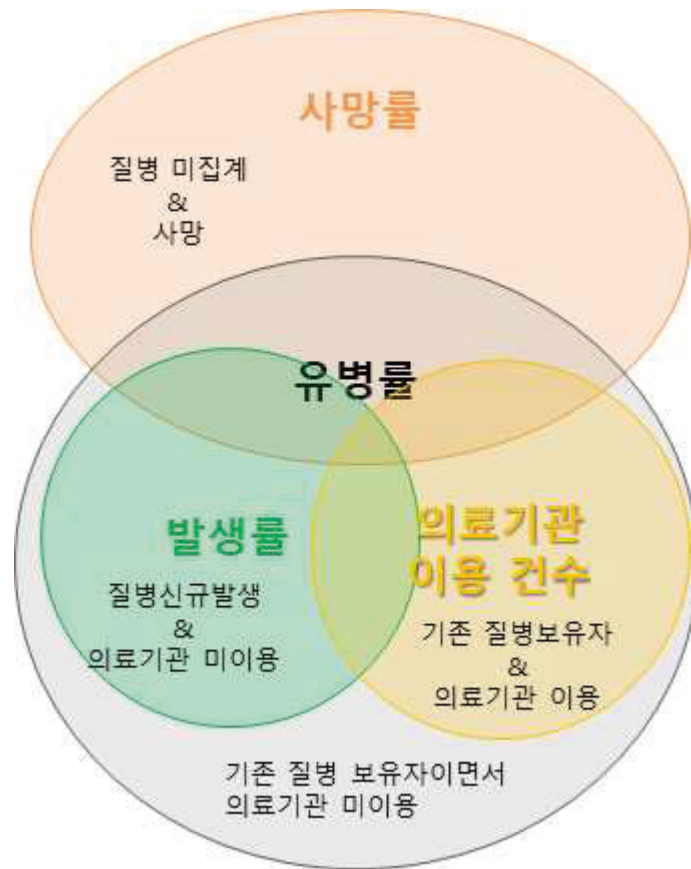 사망률
질병 미집계
&
사망
유병률
발생률
질병신규발생
&
의료기관 미이용
의료기관
이용 건수
기존 질병보유자
&
의료기관 이용
기존 질병 보유자이면서
의료기관 미이용